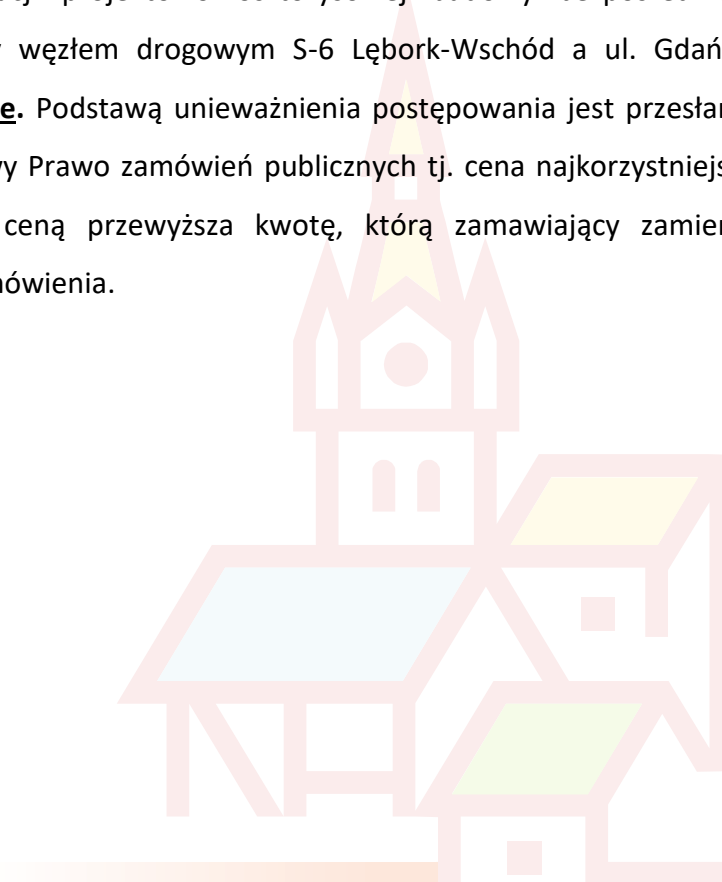 węzłem drogowym S-6 Lębork-Wschód a ul. Gdań
e. Podstawą unieważnienia postępowania jest przesłan
y Prawo zamówień publicznych tj. cena najkorzystniejs
ceną przewyższa kwotę, którą zamawiający zamier
ówienia.